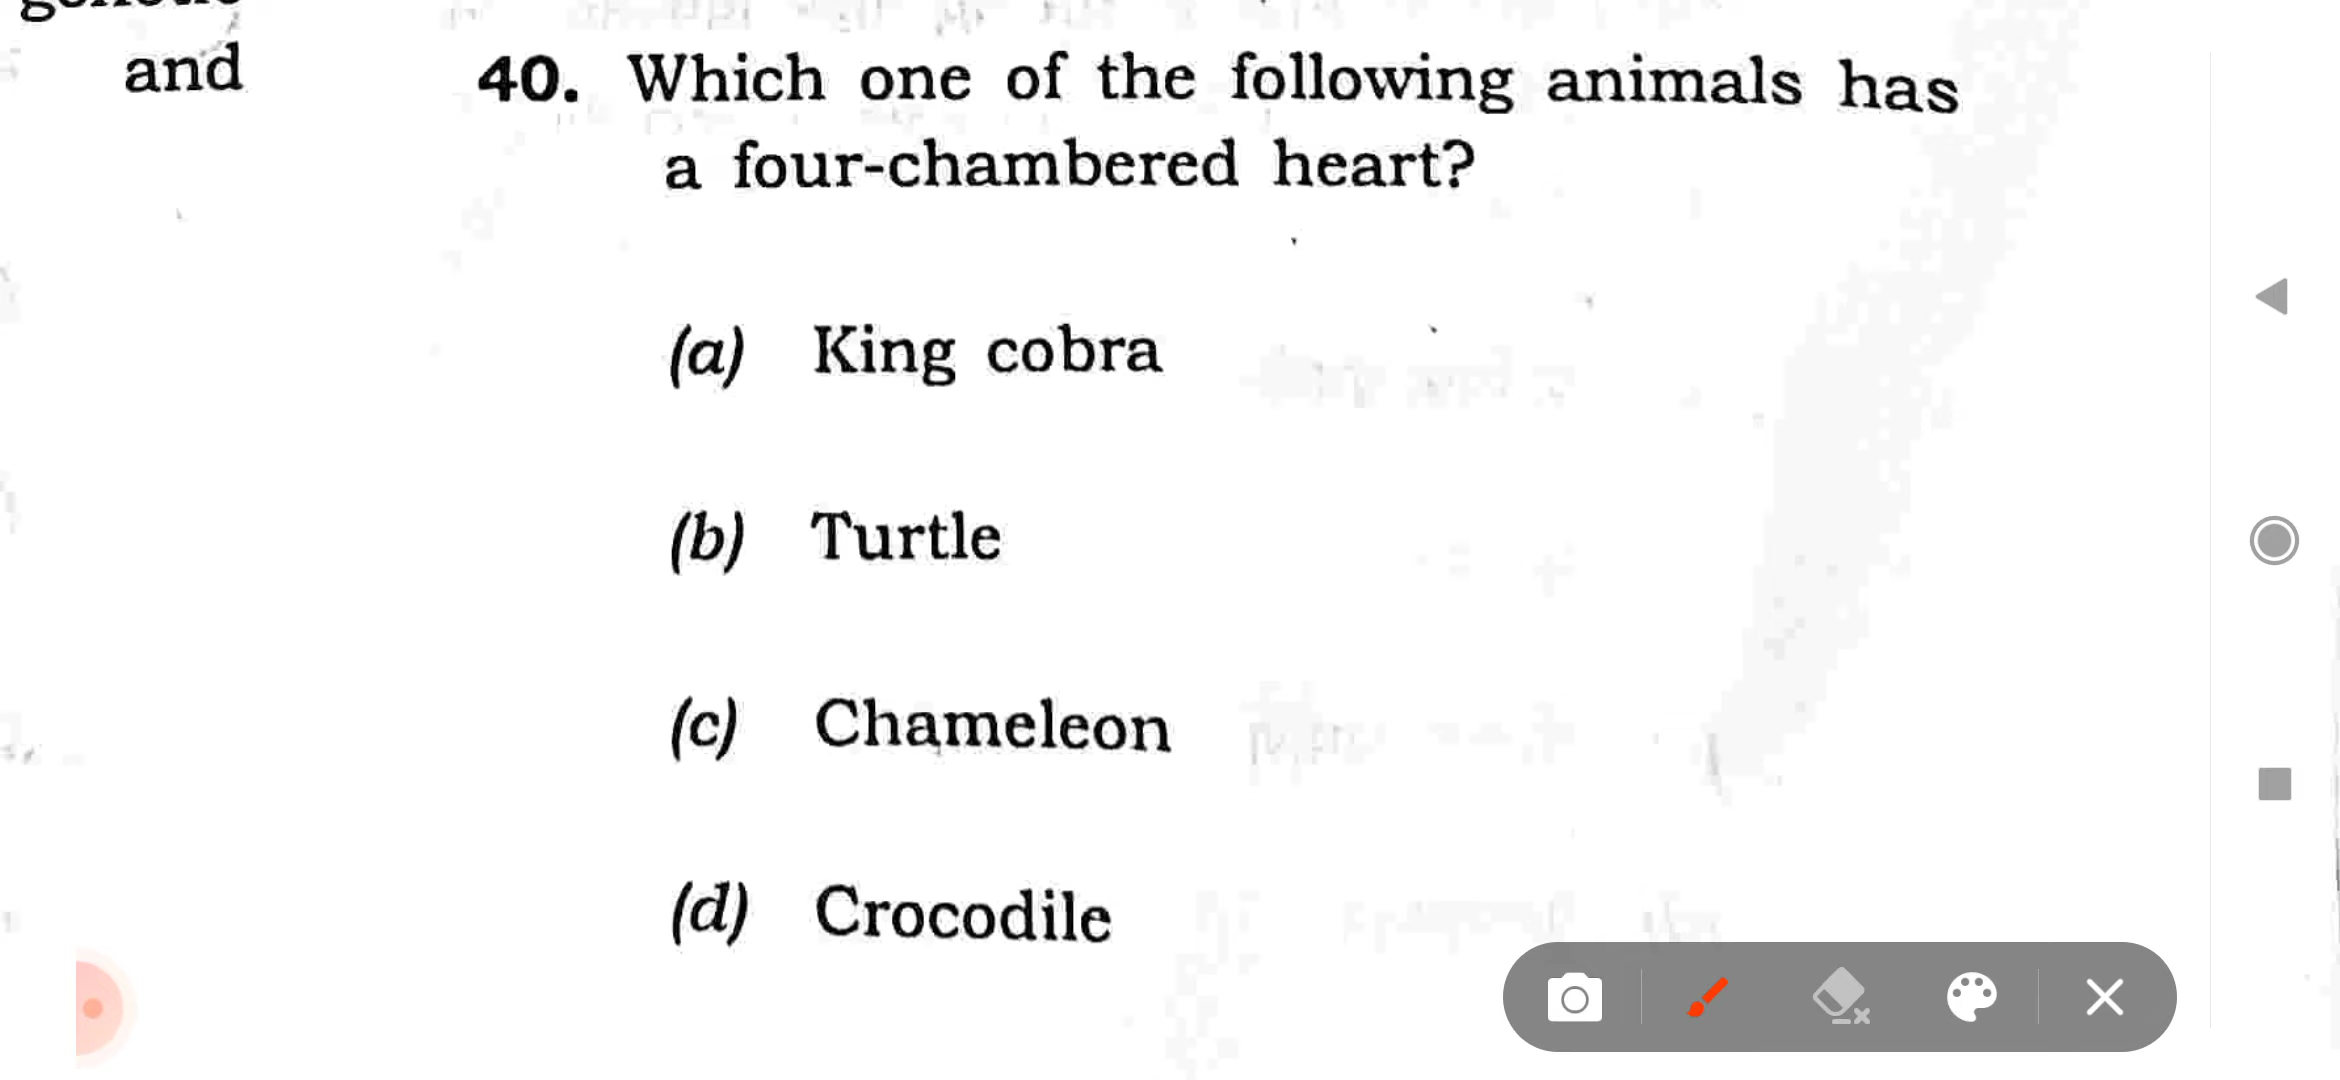 and
40. Which one of the following animals has
a four-chambered heart?
(a) King cobra
(b) Turtle
(c) Chameleon
(d) Crocodile